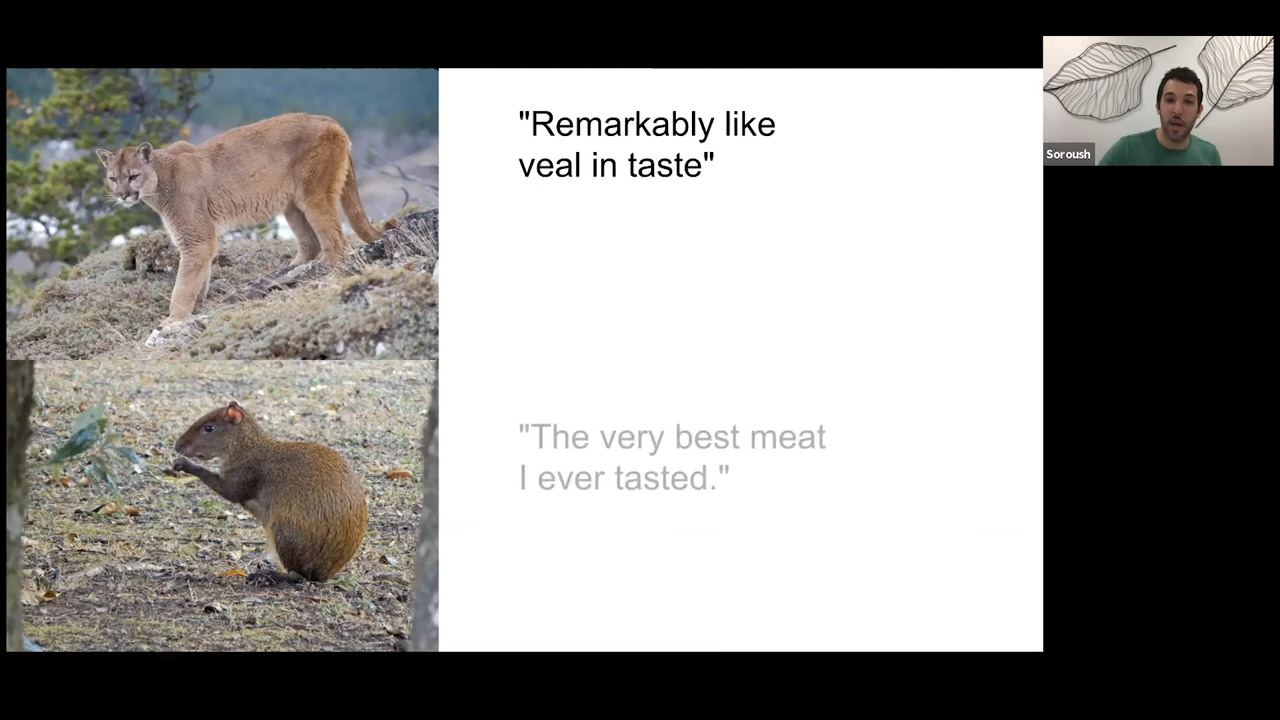 "Remarkably like
veal in taste"
Soroush
"The very best meat
I ever tasted."